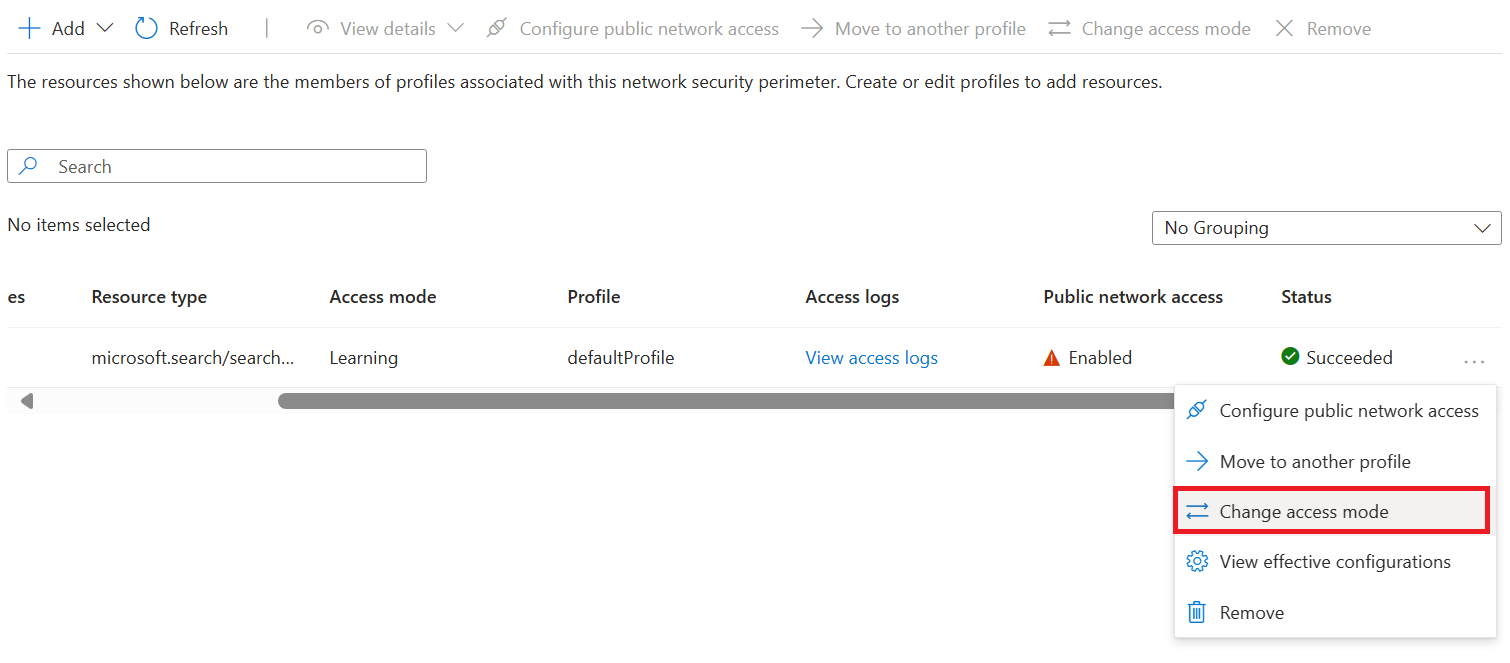 Add Refresh | View details Configure public network access Move to another profile Change access mode Remove
The resources shown below are the members of profiles associated with this network security perimeter. Create or edit profiles to add resources.
Search
No items selected
No Grouping
es Resource type Access mode Profile Access logs Public network access Status
microsoft.search/search... Learning defaultProfile View access logs Enabled Succeeded ...
Configure public network access
Move to another profile
Change access mode
View effective configurations
Remove